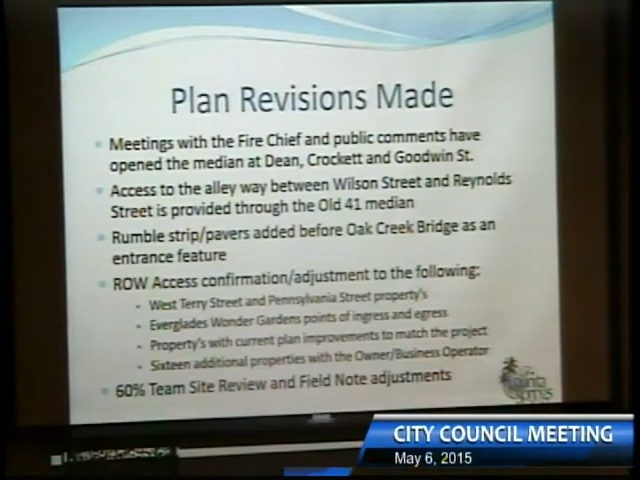 Plan Revisions Made
Meetings with the Fire Chief and public comments have
opened the median at Dean, Crockett and Goodwin St.
Access to the alley way between Wilson Street and Reynolds
Street is provided through the Old 41 median
Rumble strip/pavers added before Oak Creek Bridge as an
entrance feature
ROW Access confirmation/adjustment to the following:
- West Terry Street and Pennsylvania Street property's
- Everglades Wonder Gardens points of ingress and egress
- Property's with current plan improvements to match the project
- Sixteen additional properties with the Owner/Business Operator
60% Team Site Review and Field Note adjustments
CITY COUNCIL MEETING
May 6, 2015